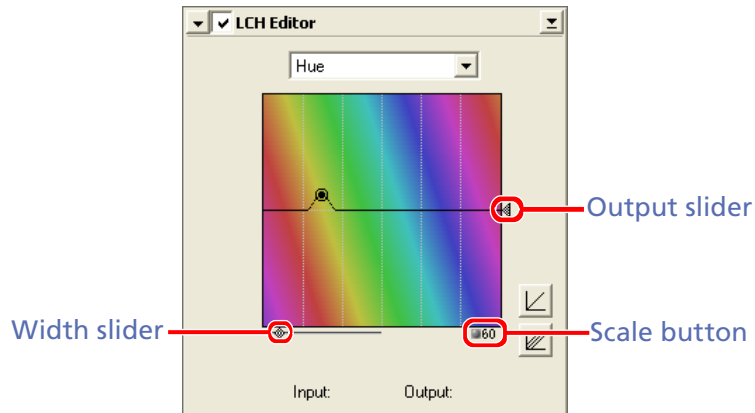 LCH Editor
Hue
Output slider
Width slider
60
Scale button
Input:
Output: